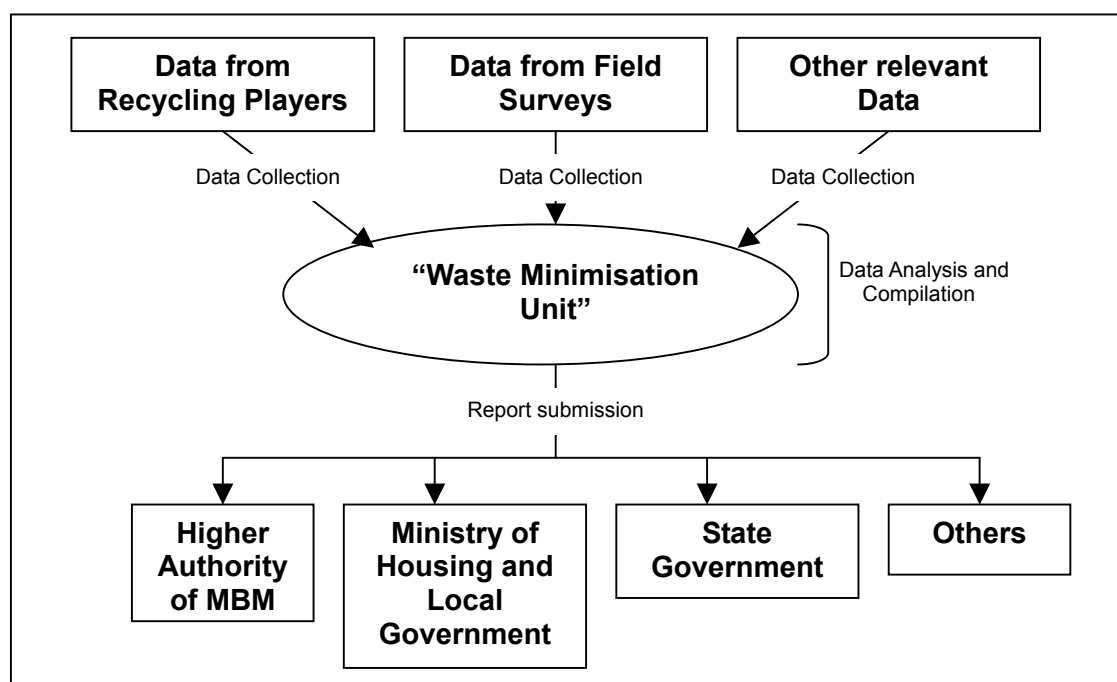 Data from
Recycling Players
Data from Field
Surveys
Other relevant
Data
Data Collection
Data Collection
Data Collection
“Waste Minimisation
Unit”
Data Analysis and
Compilation
Report submission
Higher
Authority
of MBM
Ministry of
Housing and
Local
Government
State
Government
Others